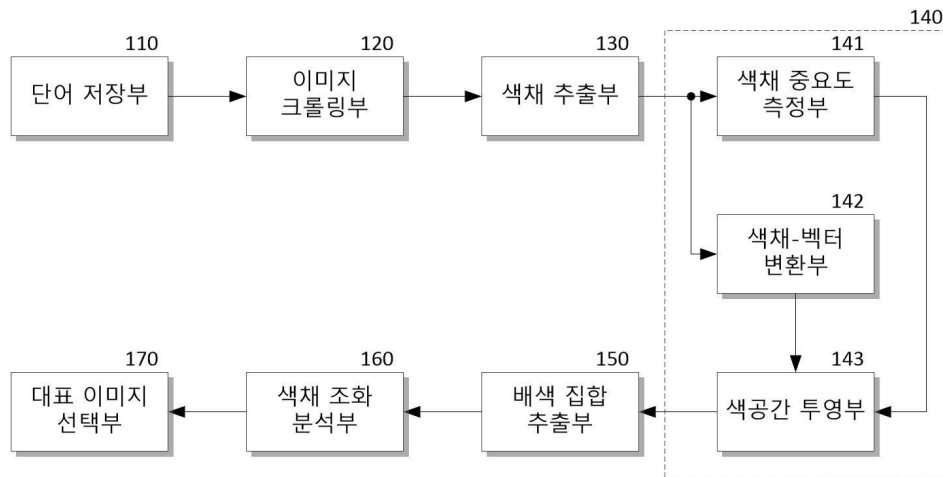 140
110
120
130
141
단어 저장부
이미지
크롤링부
색채 추출부
색채 중요도
측정부
142
색채-벡터
변환부
170
160
150
143
대표 이미지
선택부
색채 조화
분석부
배색 집합
추출부
색공간 투영부